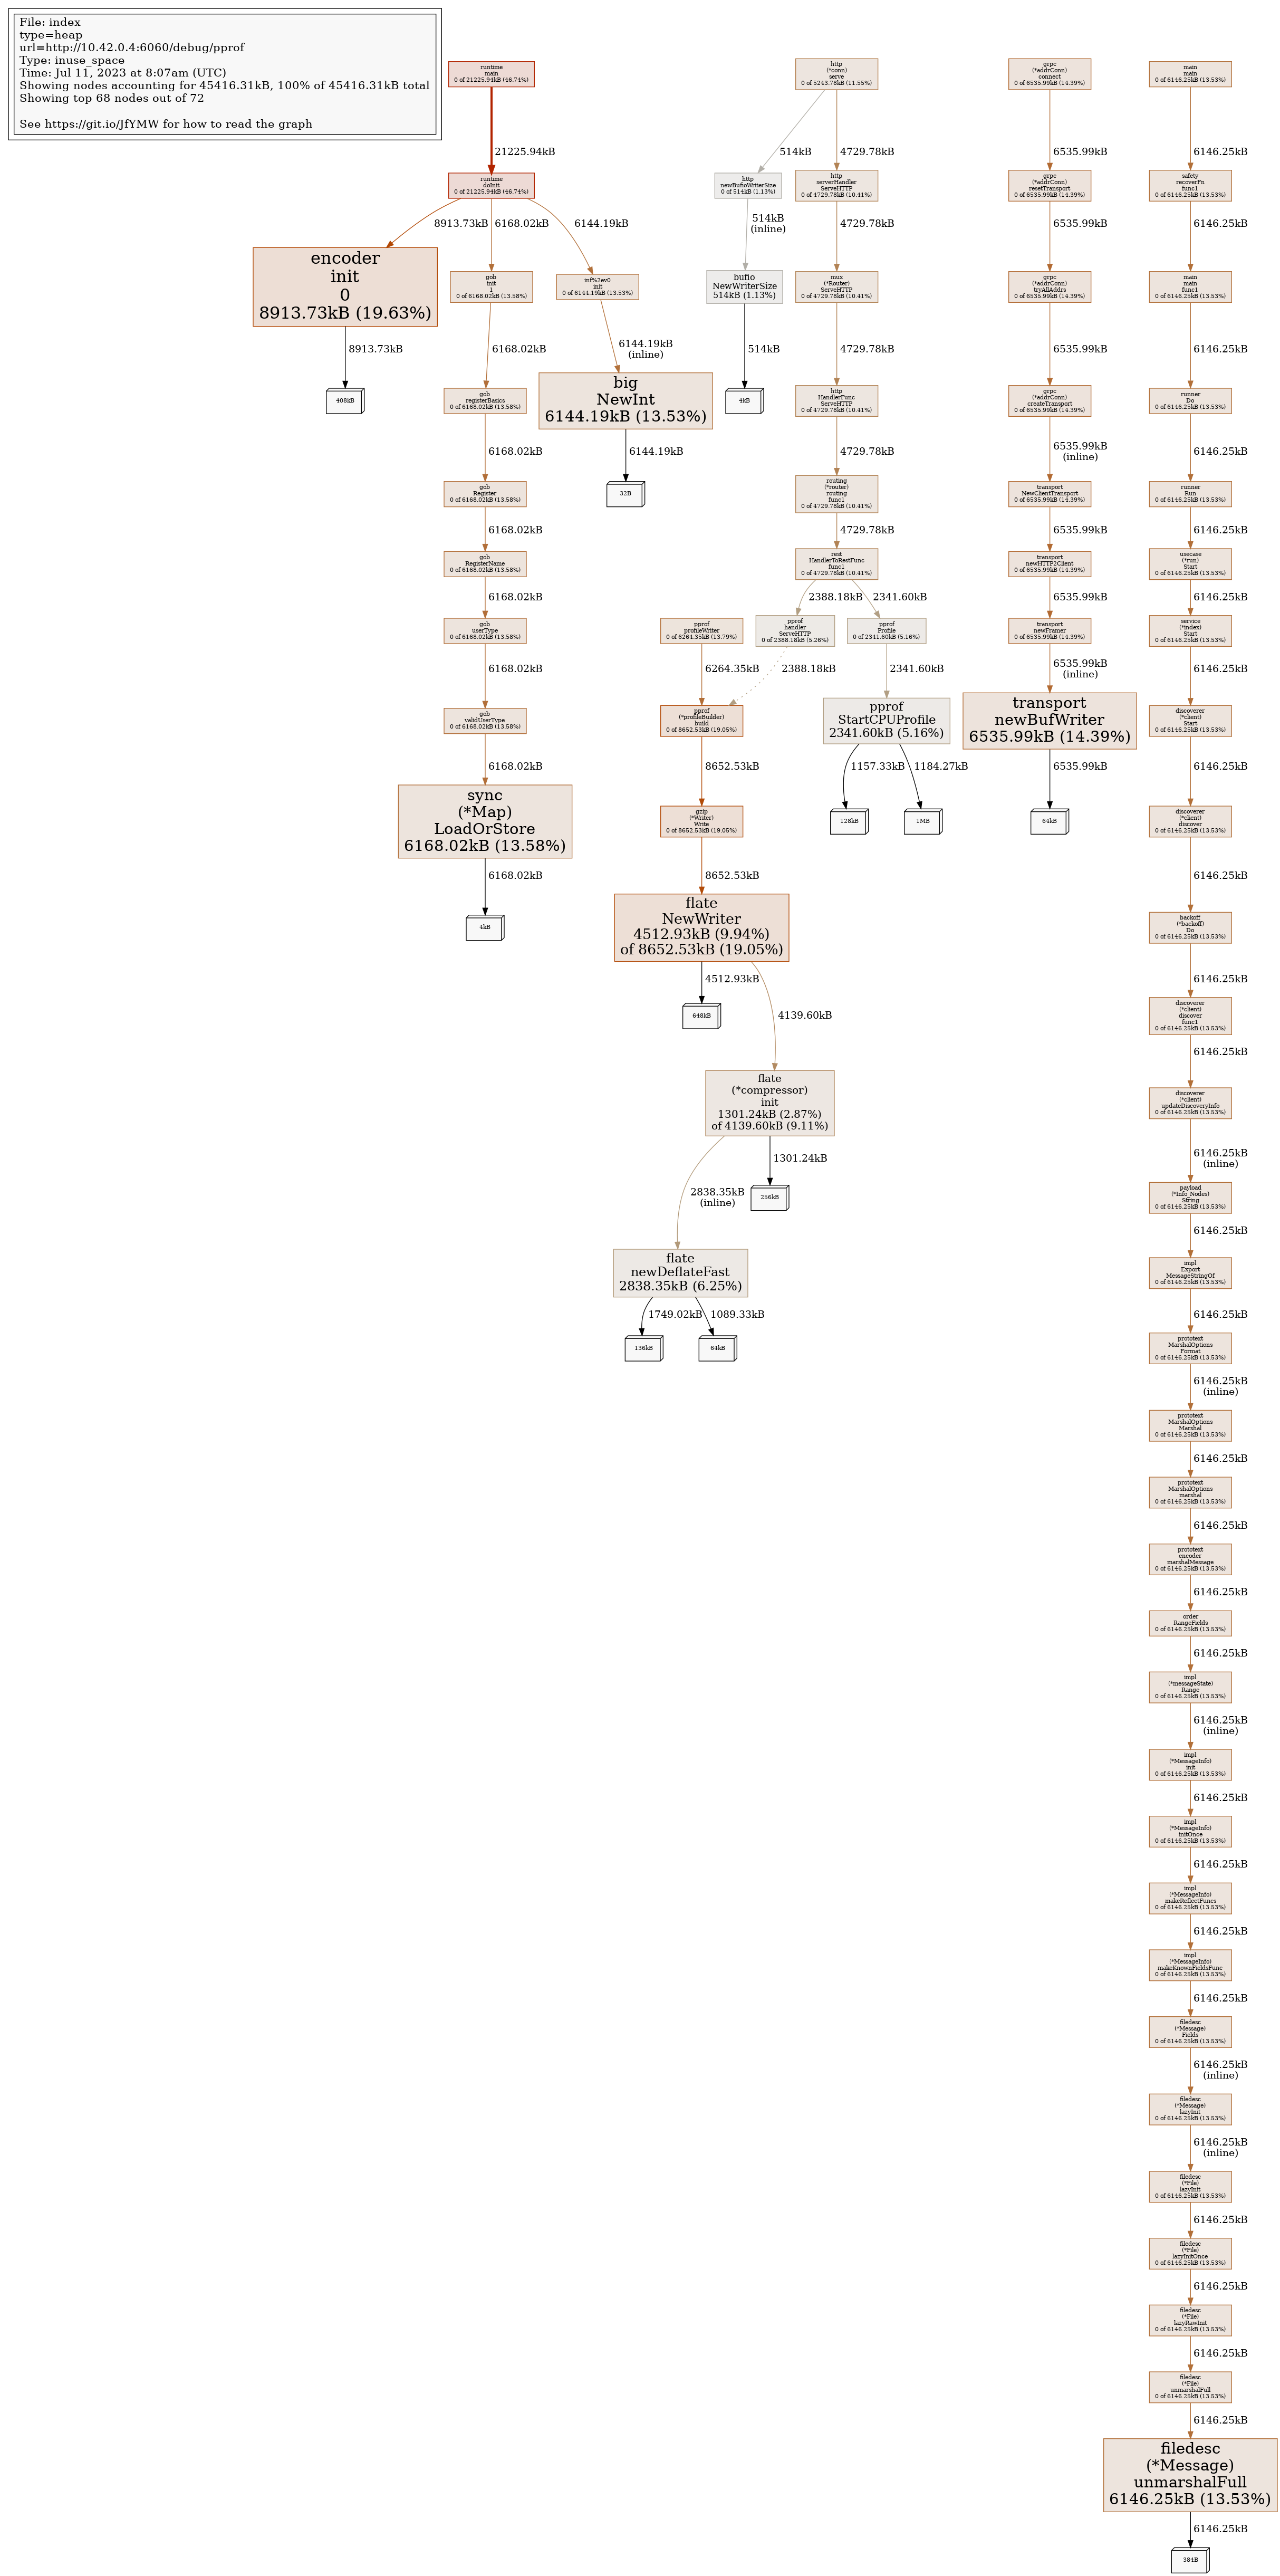 File: index
type=heap
url=http://10.42.0.4:6060/debug/pprof
Type: inuse_space
Time: Jul 11, 2023 at 8:07am (UTC)
Showing nodes accounting for 45416.31kB, 100% of 45416.31kB total
Showing top 68 nodes out of 72
See https://git.io/JfYMW for how to read the graph
runtime
main
0 of 21225.94kB (46.74%)
21225.94kB
runtime
doInit
0 of 21225.94kB (46.74%)
8913.73kB
6168.02kB
6144.19kB
encoder
init
0
8913.73kB (19.63%)
8913.73kB
408kB
gob
init
1
0 of 6168.02kB (13.58%)
6168.02kB
gob
registerBasics
0 of 6168.02kB (13.58%)
6168.02kB
gob
Register
0 of 6168.02kB (13.58%)
6168.02kB
gob
RegisterName
0 of 6168.02kB (13.58%)
6168.02kB
gob
userType
0 of 6168.02kB (13.58%)
6168.02kB
gob
validUserType
0 of 6168.02kB (13.58%)
6168.02kB
sync
(*Map)
LoadOrStore
6168.02kB (13.58%)
6168.02kB
4kB
inf%2ev0
init
0 of 6144.19kB (13.53%)
6144.19kB
(inline)
big
NewInt
6144.19kB (13.53%)
6144.19kB
32B
http
(*conn)
serve
0 of 5243.78kB (11.55%)
514kB
4729.78kB
http
newBufioWriterSize
0 of 514kB (1.13%)
514kB
(inline)
bufio
NewWriterSize
514kB (1.13%)
514kB
4kB
http
serverHandler
ServeHTTP
0 of 4729.78kB (10.41%)
4729.78kB
mux
(*Router)
ServeHTTP
0 of 4729.78kB (10.41%)
4729.78kB
http
HandlerFunc
ServeHTTP
0 of 4729.78kB (10.41%)
4729.78kB
routing
(*router)
routing
func1
0 of 4729.78kB (10.41%)
4729.78kB
rest
HandlerToRestFunc
func1
0 of 4729.78kB (10.41%)
2388.18kB
2341.60kB
pprof
profileWriter
0 of 6264.35kB (13.79%)
6264.35kB
pprof
handler
ServeHTTP
0 of 2388.18kB (5.26%)
2388.18kB
pprof
Profile
0 of 2341.60kB (5.16%)
2341.60kB
pprof
StartCPUProfile
2341.60kB (5.16%)
1157.33kB
1184.27kB
128kB
1MB
pprof
(*profileBuilder)
build
0 of 8652.53kB (19.05%)
8652.53kB
gzip
(*Writer)
Write
0 of 8652.53kB (19.05%)
8652.53kB
flate
NewWriter
4512.93kB (9.94%)
of 8652.53kB (19.05%)
4512.93kB
4139.60kB
648kB
flate
(*compressor)
init
1301.24kB (2.87%)
of 4139.60kB (9.11%)
2838.35kB
(inline)
1301.24kB
256kB
flate
newDeflateFast
2838.35kB (6.25%)
1749.02kB
1089.33kB
136kB
64kB
grpc
(*addrConn)
connect
0 of 6535.99kB (14.39%)
6535.99kB
grpc
(*addrConn)
resetTransport
0 of 6535.99kB (14.39%)
6535.99kB
grpc
(*addrConn)
tryAllAddrs
0 of 6535.99kB (14.39%)
6535.99kB
grpc
(*addrConn)
createTransport
0 of 6535.99kB (14.39%)
6535.99kB
(inline)
transport
NewClientTransport
0 of 6535.99kB (14.39%)
6535.99kB
transport
newHTTP2Client
0 of 6535.99kB (14.39%)
6535.99kB
transport
newFramer
0 of 6535.99kB (14.39%)
6535.99kB
(inline)
transport
newBufWriter
6535.99kB (14.39%)
6535.99kB
64kB
main
main
0 of 6146.25kB (13.53%)
6146.25kB
safety
recoverFn
func1
0 of 6146.25kB (13.53%)
6146.25kB
main
main
func1
0 of 6146.25kB (13.53%)
6146.25kB
runner
Do
0 of 6146.25kB (13.53%)
6146.25kB
runner
Run
0 of 6146.25kB (13.53%)
6146.25kB
usecase
(*run)
Start
0 of 6146.25kB (13.53%)
6146.25kB
service
(*index)
Start
0 of 6146.25kB (13.53%)
6146.25kB
discoverer
(*client)
Start
0 of 6146.25kB (13.53%)
6146.25kB
discoverer
(*client)
discover
0 of 6146.25kB (13.53%)
6146.25kB
backoff
(*backoff)
Do
0 of 6146.25kB (13.53%)
6146.25kB
discoverer
(*client)
discover
func1
0 of 6146.25kB (13.53%)
6146.25kB
discoverer
(*client)
updateDiscoveryInfo
0 of 6146.25kB (13.53%)
6146.25kB
(inline)
payload
(*Info_Nodes)
String
0 of 6146.25kB (13.53%)
6146.25kB
impl
Export
MessageStringOf
0 of 6146.25kB (13.53%)
6146.25kB
prototext
MarshalOptions
Format
0 of 6146.25kB (13.53%)
6146.25kB
(inline)
prototext
MarshalOptions
Marshal
0 of 6146.25kB (13.53%)
6146.25kB
prototext
MarshalOptions
marshal
0 of 6146.25kB (13.53%)
6146.25kB
prototext
encoder
marshalMessage
0 of 6146.25kB (13.53%)
6146.25kB
order
RangeFields
0 of 6146.25kB (13.53%)
6146.25kB
impl
(*messageState)
Range
0 of 6146.25kB (13.53%)
6146.25kB
(inline)
impl
(*MessageInfo)
init
0 of 6146.25kB (13.53%)
6146.25kB
impl
(*MessageInfo)
initOnce
0 of 6146.25kB (13.53%)
6146.25kB
impl
(*MessageInfo)
makeReflectFuncs
0 of 6146.25kB (13.53%)
6146.25kB
impl
(*MessageInfo)
makeKnownFieldsFunc
0 of 6146.25kB (13.53%)
6146.25kB
filedesc
(*Message)
Fields
0 of 6146.25kB (13.53%)
6146.25kB
(inline)
filedesc
(*Message)
lazyInit
0 of 6146.25kB (13.53%)
6146.25kB
(inline)
filedesc
(*File)
lazyInit
0 of 6146.25kB (13.53%)
6146.25kB
filedesc
(*File)
lazyInitOnce
0 of 6146.25kB (13.53%)
6146.25kB
filedesc
(*File)
lazyRawInit
0 of 6146.25kB (13.53%)
6146.25kB
filedesc
(*File)
unmarshalFull
0 of 6146.25kB (13.53%)
6146.25kB
filedesc
(*Message)
unmarshalFull
6146.25kB (13.53%)
6146.25kB
384B